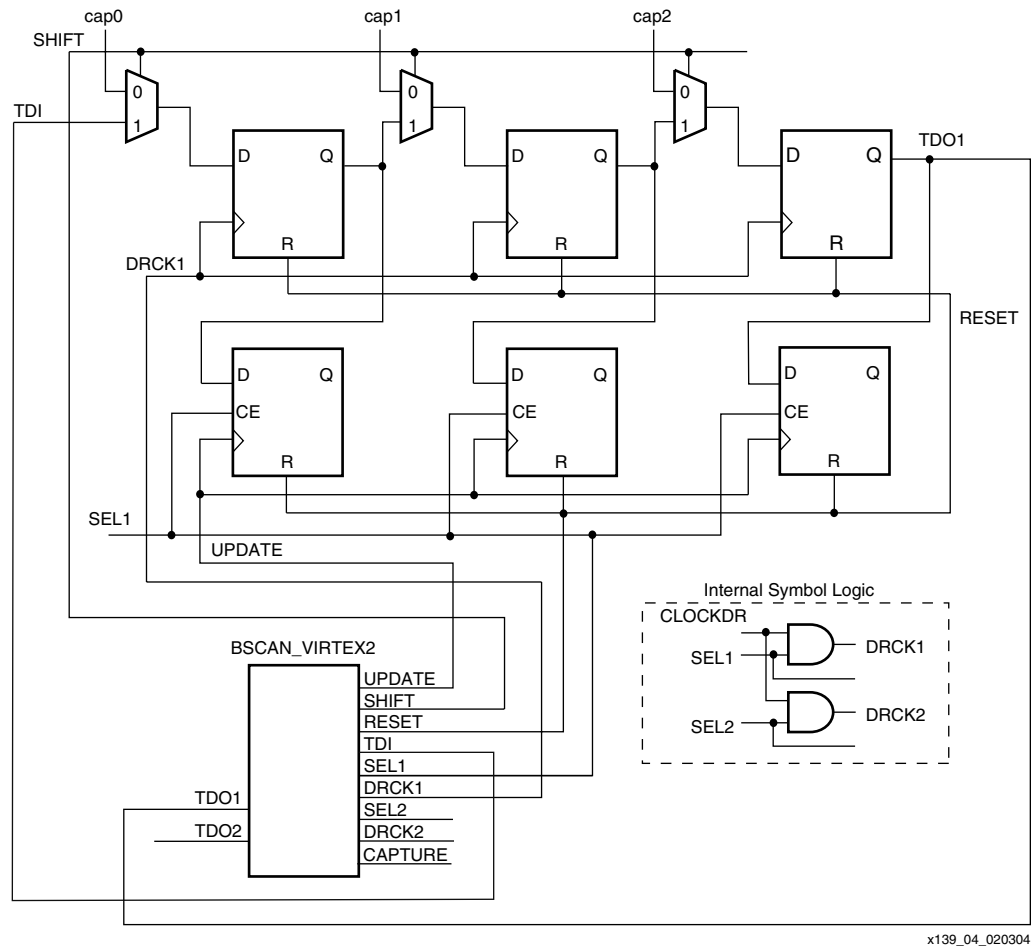 cap0 cap1 cap2
SHIFT
0 0 0
TDI
1 1 1
TDO1
D Q D Q D Q
R R R
DRCK1
RESET
D Q D Q D Q
CE CE CE
R R R
SEL1
UPDATE
Internal Symbol Logic
CLOCKDR
DRCK1
SEL1
DRCK2
SEL2
BSCAN_VIRTEX2
UPDATE
SHIFT
RESET
TDI
SEL1
DRCK1
TDO1
SEL2
TDO2
DRCK2
CAPTURE
x139_04_020304